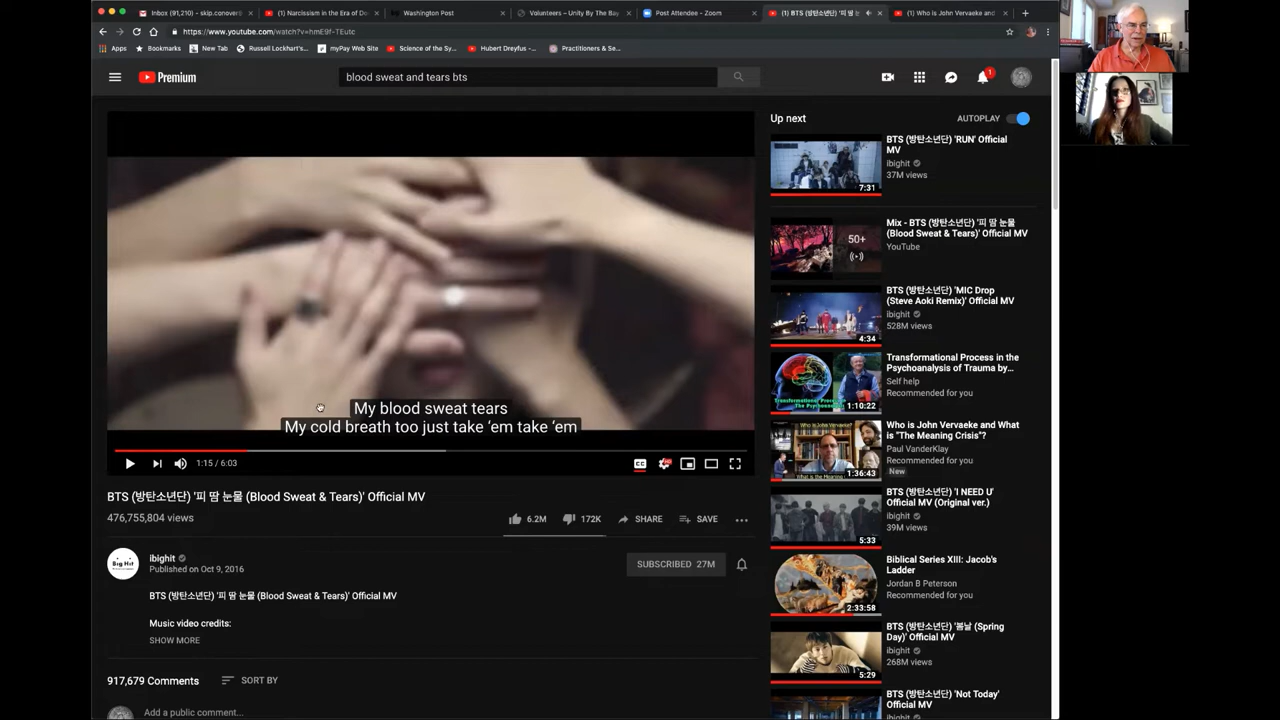 Inbox (91,210) - skip.conover
(1) Narcissism in the Era of Do
Washington Post
Volunteers – Unity By The Bay
Post Attendee - Zoom
(1) BTS (방탄소년단) '피 땀 눈
(1) Who is John Vervaeke and
https://www.youtube.com/watch?v=hmE9f-TEutc
Apps
Bookmarks
New Tab
Russell Lockhart's...
myPay Web Site
Science of the Sy...
Hubert Dreyfus -...
Practitioners & Se...
Premium
blood sweat and tears bts
1
My blood sweat tears
My cold breath too just take 'em take 'em
1:15 / 6:03
BTS (방탄소년단) '피 땀 눈물 (Blood Sweat & Tears)' Official MV
476,755,804 views
6.2M
172K
SHARE
SAVE
Big Hit
ibighit
Published on Oct 9, 2016
SUBSCRIBED 27M
BTS (방탄소년단) '피 땀 눈물 (Blood Sweat & Tears)' Official MV
Music video credits:
SHOW MORE
917,679 Comments
SORT BY
Add a public comment...
Up next
AUTOPLAY
BTS (방탄소년단) 'RUN' Official
MV
ibighit
37M views
7:31
Mix - BTS (방탄소년단) '피 땀 눈물
(Blood Sweat & Tears)' Official MV
YouTube
50+
BTS (방탄소년단) 'MIC Drop
(Steve Aoki Remix)' Official MV
ibighit
528M views
4:34
Transformational Process in the
Psychoanalysis of Trauma by...
Self help
Recommended for you
1:10:22
Who is John Vervaeke and What
is "The Meaning Crisis"?
Paul VanderKlay
Recommended for you
New
1:36:43
BTS (방탄소년단) 'I NEED U'
Official MV (Original ver.)
ibighit
39M views
5:33
Biblical Series XIII: Jacob's
Ladder
Jordan B Peterson
Recommended for you
2:33:58
BTS (방탄소년단) '봄날 (Spring
Day)' Official MV
ibighit
268M views
5:29
BTS (방탄소년단) 'Not Today'
Official MV